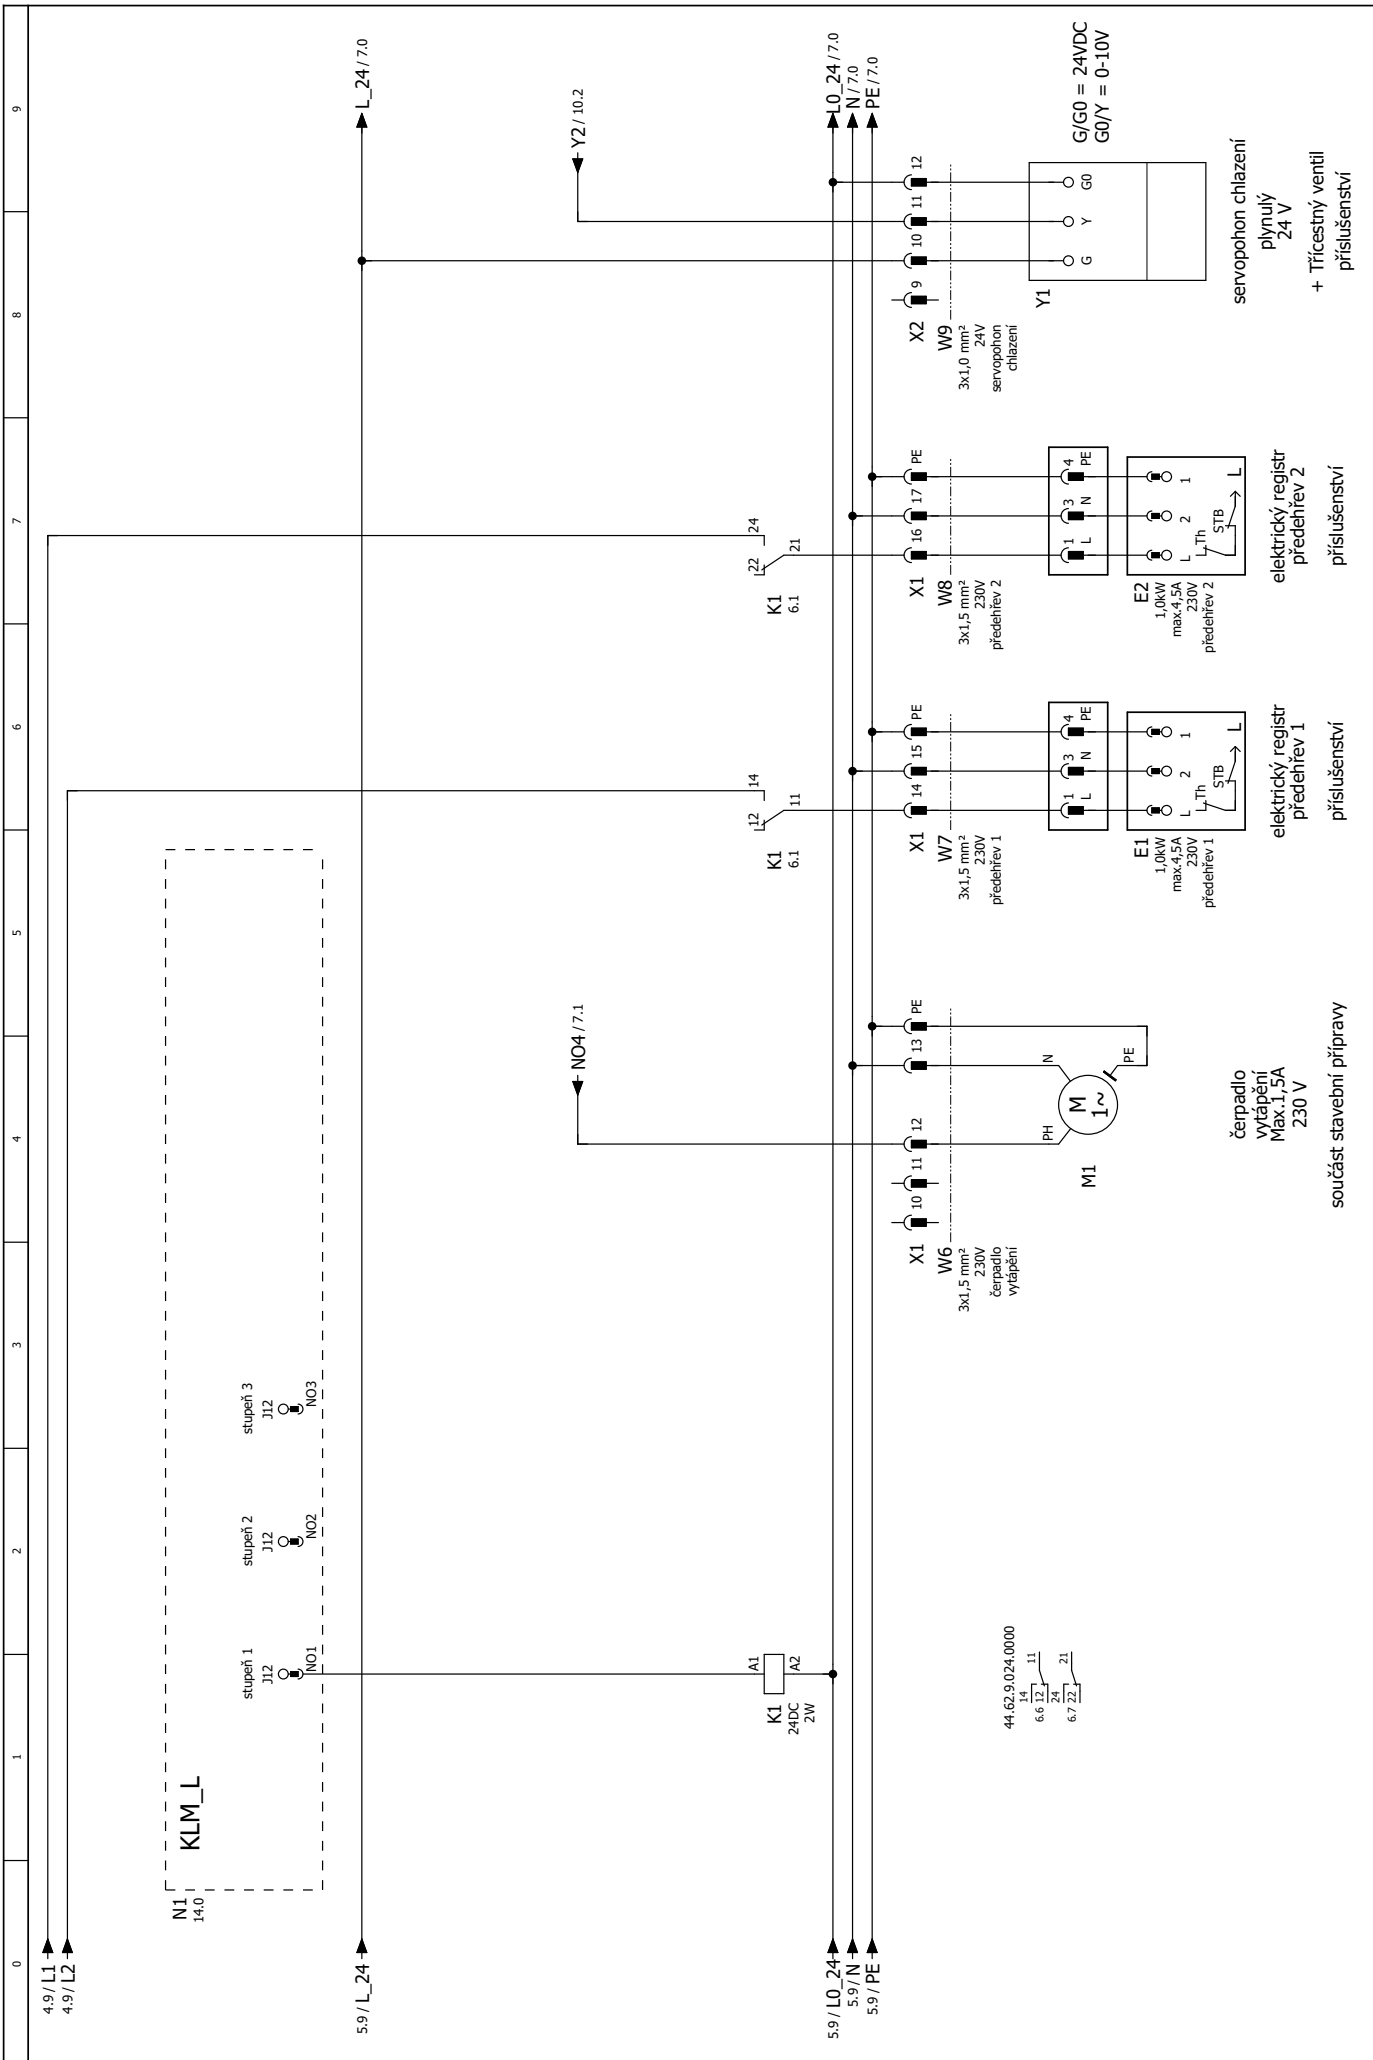 0
1
2
3
4
5
6
7
8
9
4.9 / L1
4.9 / L2
N1
14.0
KLM_L
stupeň 1
J12
NO1
stupeň 2
J12
NO2
stupeň 3
J12
NO3
5.9 / L_24
L_24 / 7.0
NO4 / 7.1
Y2 / 10.2
K1
24DC
2W
A1
A2
K1
6.1
12
14
11
K1
6.1
22
24
21
5.9 / L0_24
5.9 / N
5.9 / PE
L0_24 / 7.0
N / 7.0
PE / 7.0
X1
10
11
12
13
PE
X1
14
15
PE
X1
16
17
PE
X2
9
10
11
12
W6
3x1,5 mm²
230V
čerpadlo
vytápění
W7
3x1,5 mm²
230V
předehřev 1
W8
3x1,5 mm²
230V
předehřev 2
W9
3x1,0 mm²
24V
servopohon
chlazení
44.62.9.024.0000
14
6.6 12
11
24
6.7 22
21
M1
PH
N
M
1~
PE
1
L
3
N
4
PE
1
L
3
N
4
PE
E1
1,0kW
max.4,5A
230V
předehřev 1
L
2
1
Th
STB
L
E2
1,0kW
max.4,5A
230V
předehřev 2
L
2
1
Th
STB
L
Y1
G
Y
G0
G/G0 = 24VDC
G0/Y = 0-10V
čerpadlo
vytápění
Max.1,5A
230 V
součást stavební přípravy
elektrický registr
předehřev 1
příslušenství
elektrický registr
předehřev 2
příslušenství
servopohon chlazení
plynulý
24 V
+ Třícestný ventil
příslušenství